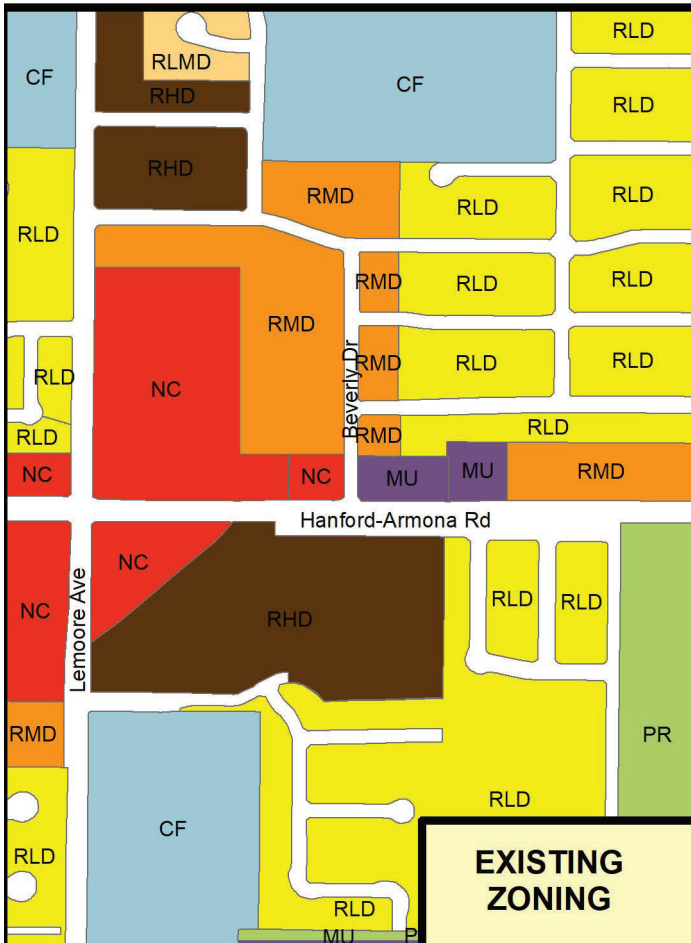 RLD
RLMD
CF
CF
RHD
RLD
RHD
RLD
RMD
RLD
RLD
RMD
RLD
RLD
RMD
NC
RLD
RMD
RLD
RLD
Beverly Dr
RLD
RMD
RLD
NC
NC
MU
MU
RMD
Hanford-Armona Rd
NC
NC
Lemoore Ave
RHD
RLD
RLD
RMD
PR
CF
RLD
RLD
EXISTING
ZONING
RLD
MU
P